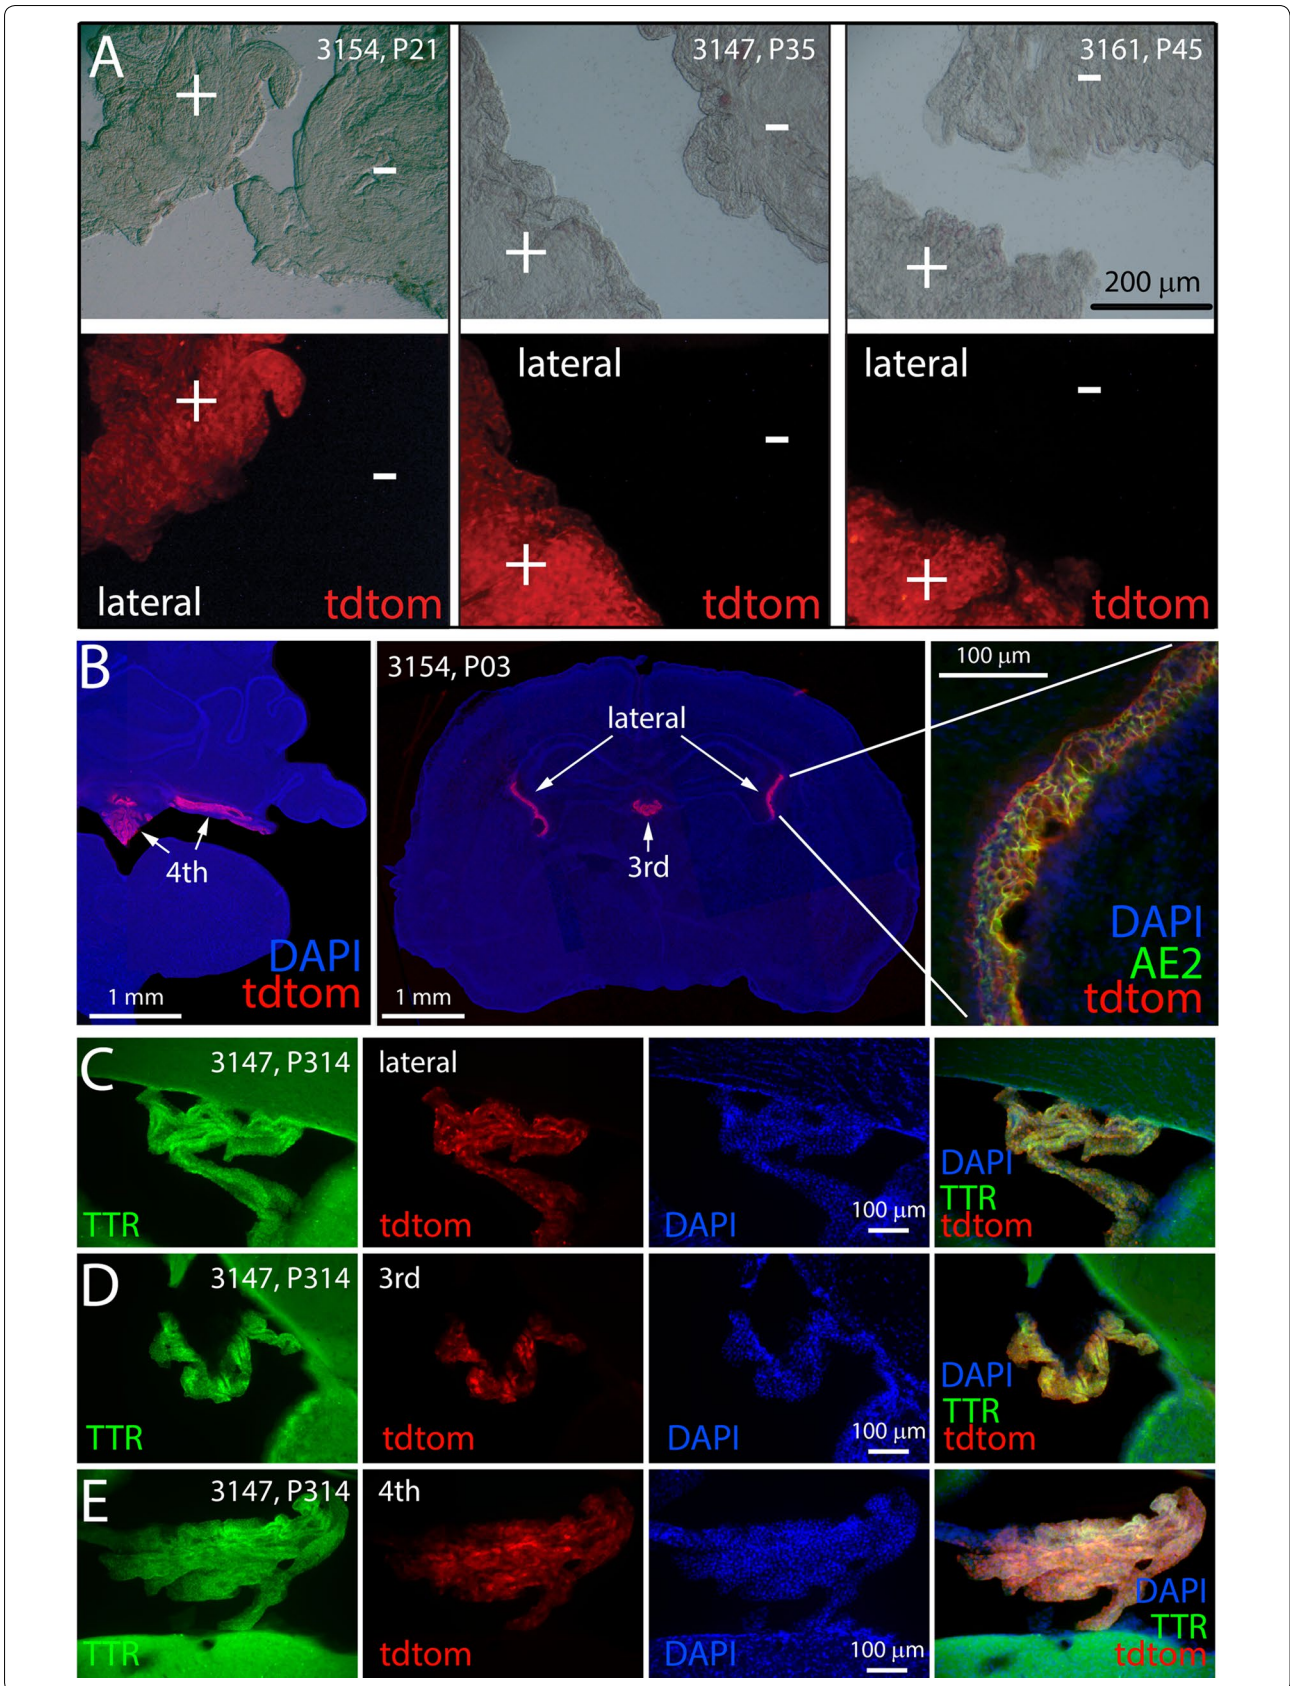 A
3154, P21
+
-
3147, P35
-
+
3161, P45
-
+
200 μm
+
-
lateral
tdtom
lateral
-
+
tdtom
lateral
-
+
tdtom
B
4th
DAPI
tdtom
1 mm
3154, P03
lateral
3rd
1 mm
100 μm
DAPI
AE2
tdtom
C
3147, P314
TTR
lateral
tdtom
100 μm
DAPI
DAPI
TTR
tdtom
D
3147, P314
TTR
3rd
tdtom
100 μm
DAPI
DAPI
TTR
tdtom
E
3147, P314
TTR
4th
tdtom
DAPI
100 μm
DAPI
TTR
tdtom